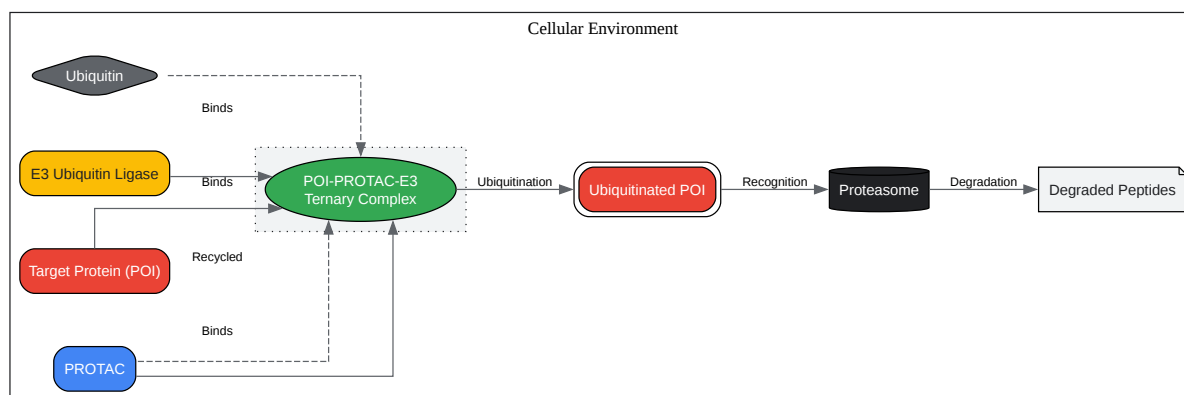 Cellular Environment
Ubiquitin
Binds
E3 Ubiquitin Ligase
Binds
POI-PROTAC-E3
Ternary Complex
Ubiquitination
Ubiquitinated POI
Recognition
Proteasome
Degradation
Degraded Peptides
Recycled
Target Protein (POI)
Binds
PROTAC